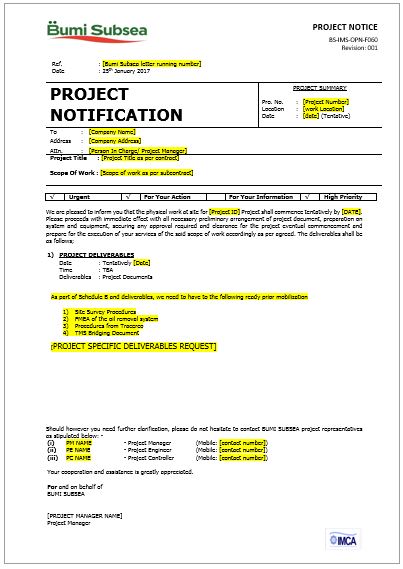 Bumi Subsea
PROJECT NOTICE
BS-IMS-OPN-F060
Revision: 001
Ref. : [Bumi Subsea letter running number]
Date : 25th January 2017
PROJECT NOTIFICATION
PROJECT SUMMARY
Pro. No. : [Project Number]
Location : [work Location]
Date : [date] (Tentative)
To : [Company Name]
Address : [Company Address]
Attn. : [Person In Charge/ Project Manager]
Project Title : [Project Title as per contract]
Scope Of Work : [Scope of work as per subcontract]
√ Urgent √ For Your Action For Your Information √ High Priority
We are pleased to inform you that the physical work at site for [Project ID] Project shall commence tentatively by [DATE].
Please proceeds with immediate effect all necessary preliminary arrangement of project document, preparation on
system and equipment, securing any approval required and clearance for the project eventual commencement and
prepare for the execution of your services of the said scope of work accordingly as per agreed. The deliverables shall be
as follows;
1) PROJECT DELIVERABLES
Date : Tentatively [Date]
Time : TBA
Deliverables : Project Documents
As part of Schedule B and deliverables, we need to have to the following ready prior mobilisation
1) Site Survey Procedures
2) FMEA of the oil removal system
3) Procedures from Tracerco
4) TMS Bridging Document
[PROJECT SPECIFIC DELIVERABLES REQUEST]
Should however you need further clarification, please do not hesitate to contact BUMI SUBSEA project representatives
as stipulated below: -
(i) PM NAME - Project Manager (Mobile: [contact number])
(ii) PE NAME - Project Engineer (Mobile: [contact number])
(iii) PC NAME - Project Controller (Mobile: [contact number])
Your cooperation and assistance is greatly appreciated.
For and on behalf of
BUMI SUBSEA
[PROJECT MANAGER NAME]
Project Manager
IMCA